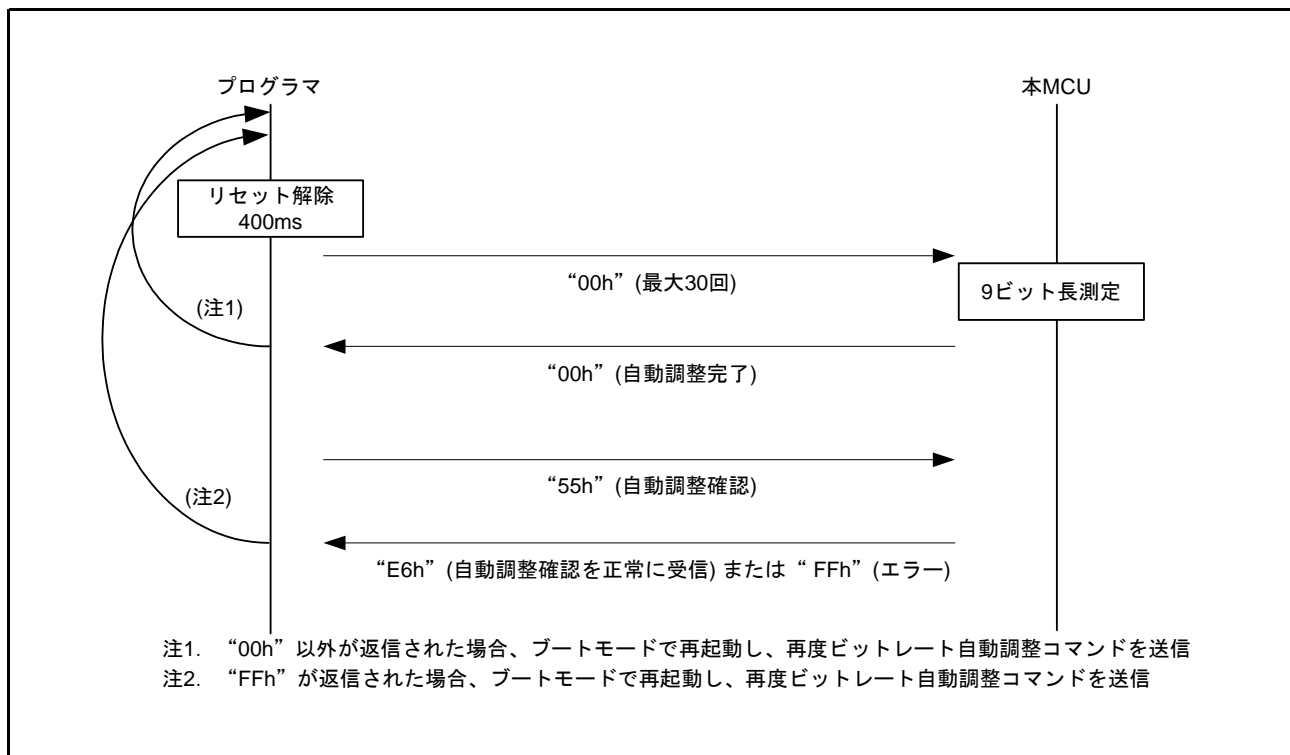 プログラマ
本MCU
リセット解除
400ms
“00h” (最大30回)
9ビット長測定
(注1)
“00h” (自動調整完了)
“55h” (自動調整確認)
(注2)
“E6h” (自動調整確認を正常に受信) または “ FFh” (エラー)
注1. “00h” 以外が返信された場合、ブートモードで再起動し、再度ビットレート自動調整コマンドを送信
注2. “FFh” が返信された場合、ブートモードで再起動し、再度ビットレート自動調整コマンドを送信